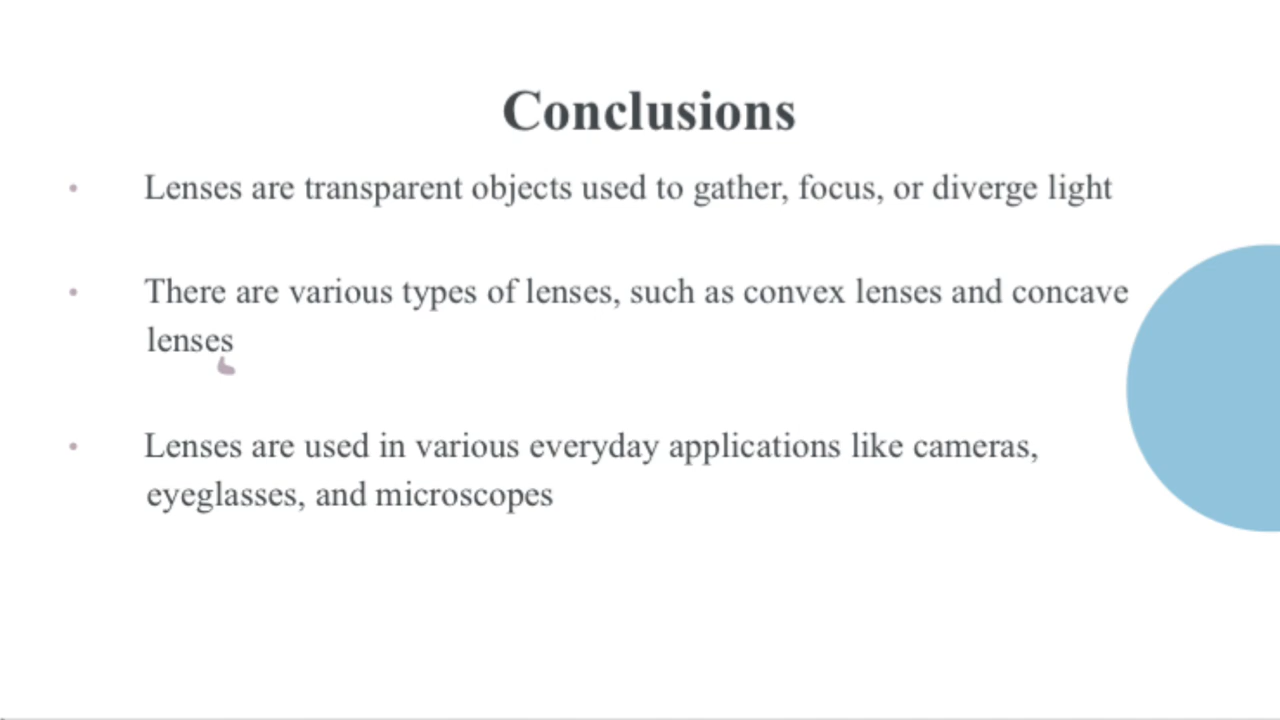 Conclusions
• Lenses are transparent objects used to gather, focus, or diverge light
• There are various types of lenses, such as convex lenses and concave
lenses
• Lenses are used in various everyday applications like cameras,
eyeglasses, and microscopes